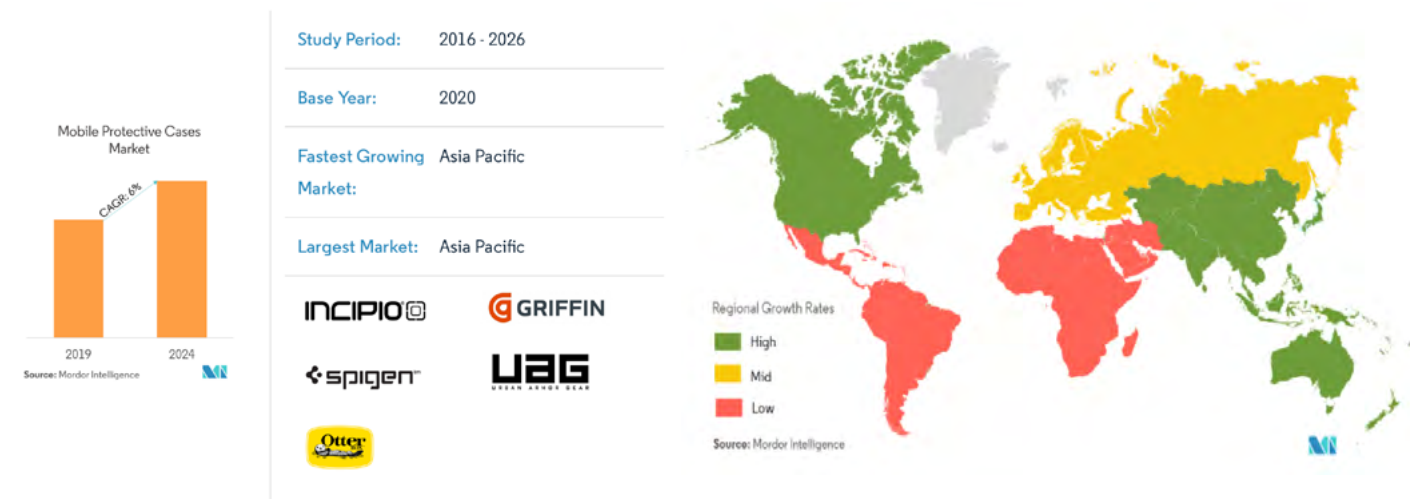 Mobile Protective Cases
Market
CAGR: 6%
2019 2024
Source: Mordor Intelligence
Study Period: 2016 - 2026
Base Year: 2020
Fastest Growing Asia Pacific
Market:
Largest Market: Asia Pacific
INCIPIO GRIFFIN
spigen UAG
URBAN ARMOR GEAR
Otter
Regional Growth Rates
High
Mid
Low
Source: Mordor Intelligence